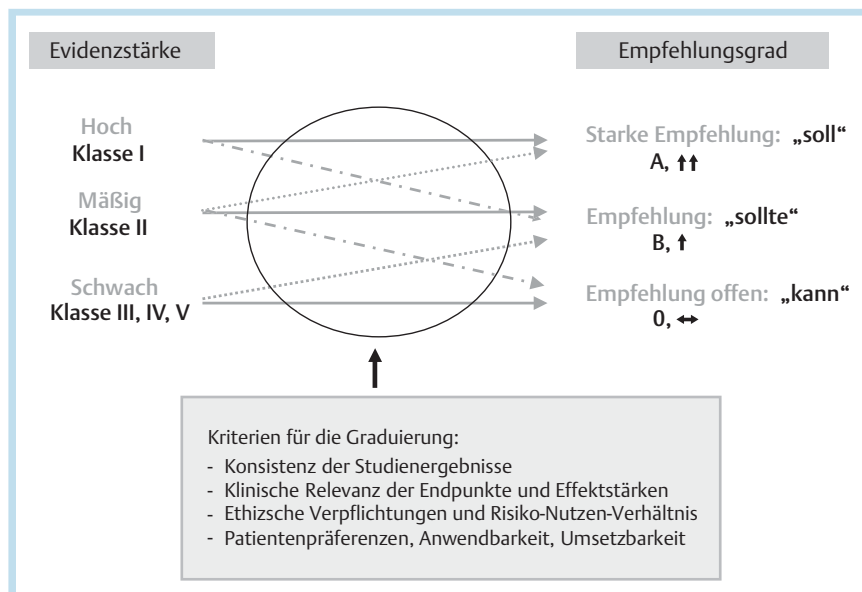 Evidenzstärke
Empfehlungsgrad
Hoch
Klasse I
Mäßig
Klasse II
Schwach
Klasse III, IV, V
Starke Empfehlung: „soll“
A, ⬆⬆
Empfehlung: „sollte“
B, ⬆
Empfehlung offen: „kann“
0, ⬌
Kriterien für die Graduierung:
- Konsistenz der Studienergebnisse
- Klinische Relevanz der Endpunkte und Effektstärken
- Ethizsche Verpflichtungen und Risiko-Nutzen-Verhältnis
- Patientenpräferenzen, Anwendbarkeit, Umsetzbarkeit